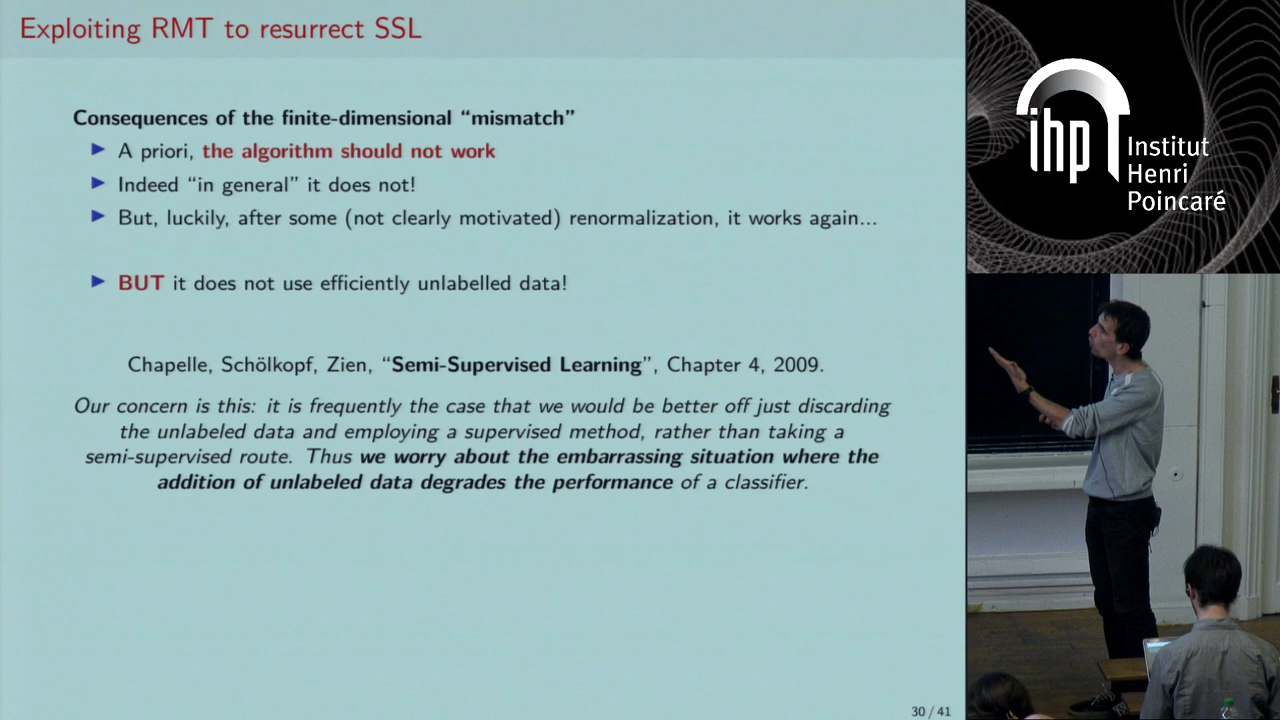 Exploiting RMT to resurrect SSL
Consequences of the finite-dimensional “mismatch”
A priori, the algorithm should not work
Indeed “in general” it does not!
But, luckily, after some (not clearly motivated) renormalization, it works again...
BUT it does not use efficiently unlabelled data!
Chapelle, Schölkopf, Zien, “Semi-Supervised Learning”, Chapter 4, 2009.
Our concern is this: it is frequently the case that we would be better off just discarding
the unlabeled data and employing a supervised method, rather than taking a
semi-supervised route. Thus we worry about the embarrassing situation where the
addition of unlabeled data degrades the performance of a classifier.
30 / 41
ihp
Institut
Henri
Poincaré